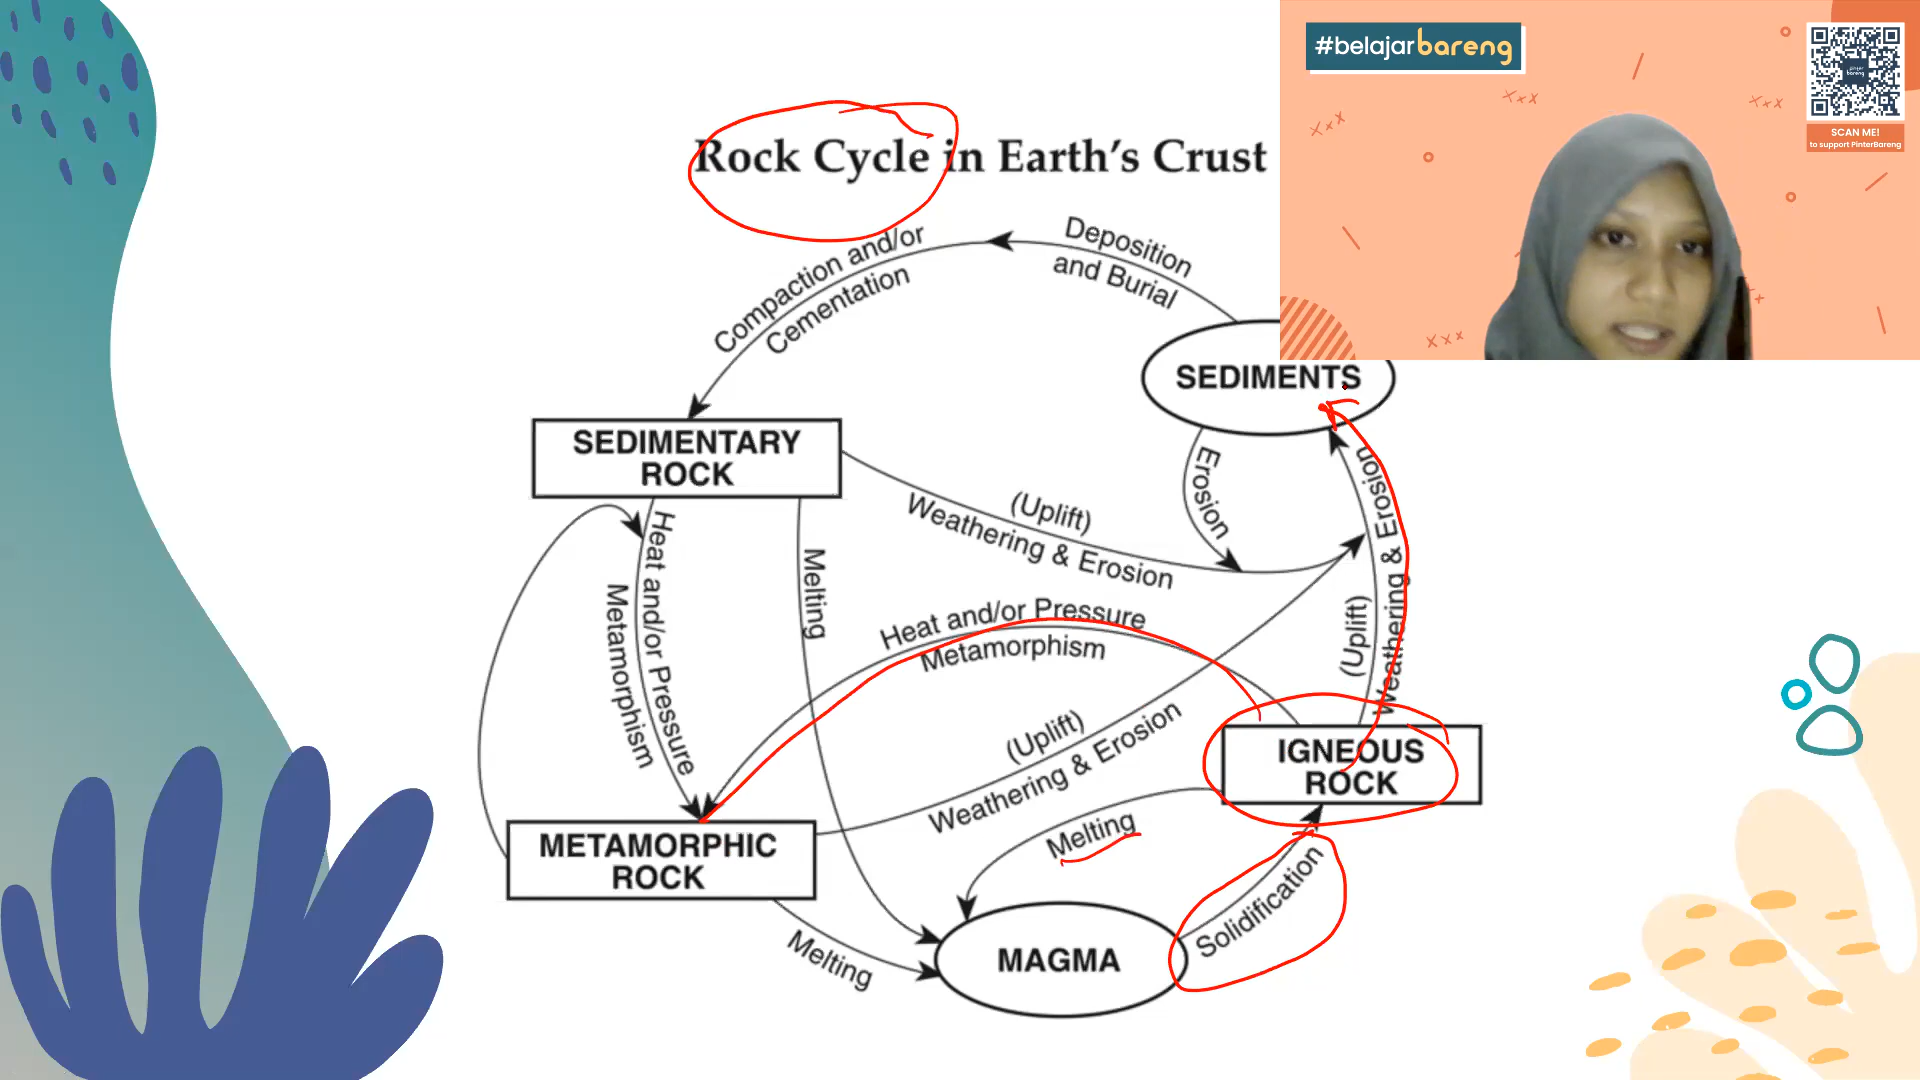 #belajarbareng
SCAN ME!
to support PinterBareng
Rock Cycle in Earth's Crust
Deposition
and Burial
Compaction and/or
Cementation
SEDIMENTS
SEDIMENTARY
ROCK
Erosion
(Uplift)
Weathering & Erosion
(Uplift)
Weathering & Erosion
Heat and/or Pressure
Metamorphism
Melting
Heat and/or Pressure
Metamorphism
(Uplift)
Weathering & Erosion
IGNEOUS
ROCK
Melting
METAMORPHIC
ROCK
Solidification
Melting
MAGMA